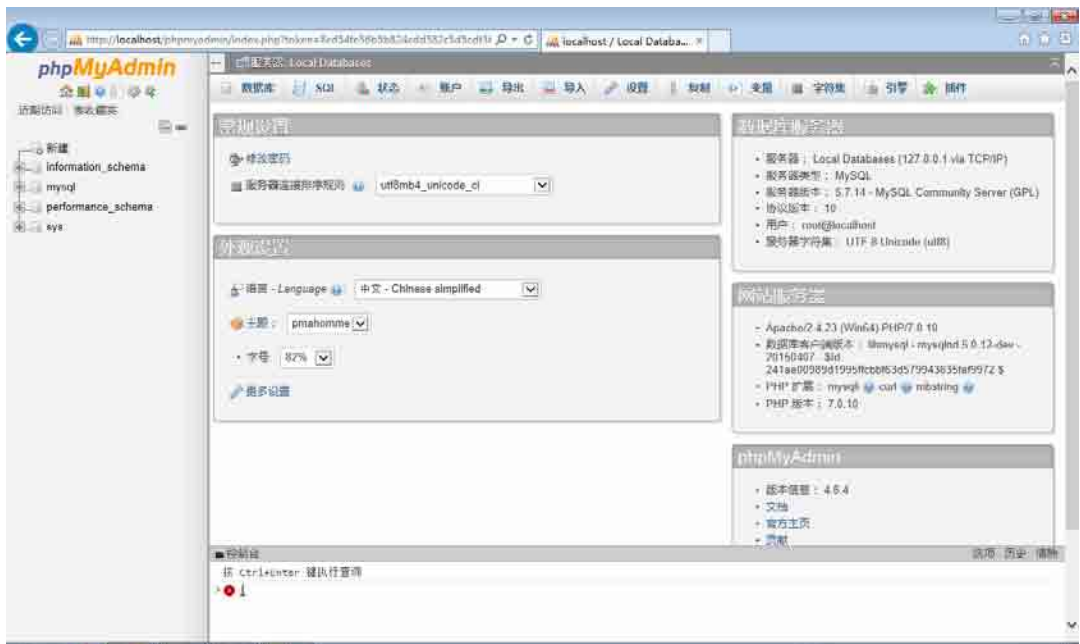 http://localhost/phpmyadmin/index.php?token=
localhost / Local Databa...
phpMyAdmin
近期访问 表收藏夹
新建
information_schema
mysql
performance_schema
sys
服务器: Local Databases
数据库 SQL 状态 账户 导出 导入 设置 复制 变量 字符集 引擎 插件
常规设置
修改密码
服务器连接排序规则 utf8mb4_unicode_ci
外观设置
语言 - Language 中文 - Chinese simplified
主题: pmahomme
字号 82%
更多设置
数据库服务器
服务器: Local Databases (127.0.0.1 via TCP/IP)
服务器类型: MySQL
服务器版本: 5.7.14 - MySQL Community Server (GPL)
协议版本: 10
用户: root@localhost
服务器字符集: UTF-8 Unicode (utf8)
网站服务器
Apache/2.4.23 (Win64) PHP/7.0.10
数据库客户端版本: libmysql - mysqlnd 5.0.12-dev -
20150407 - $Id:
PHP 扩展: mysqli curl mbstring
PHP 版本: 7.0.10
phpMyAdmin
版本信息: 4.6.4
文档
官方主页
贡献
控制台
选项 历史 清除
按 Ctrl+Enter 键执行查询